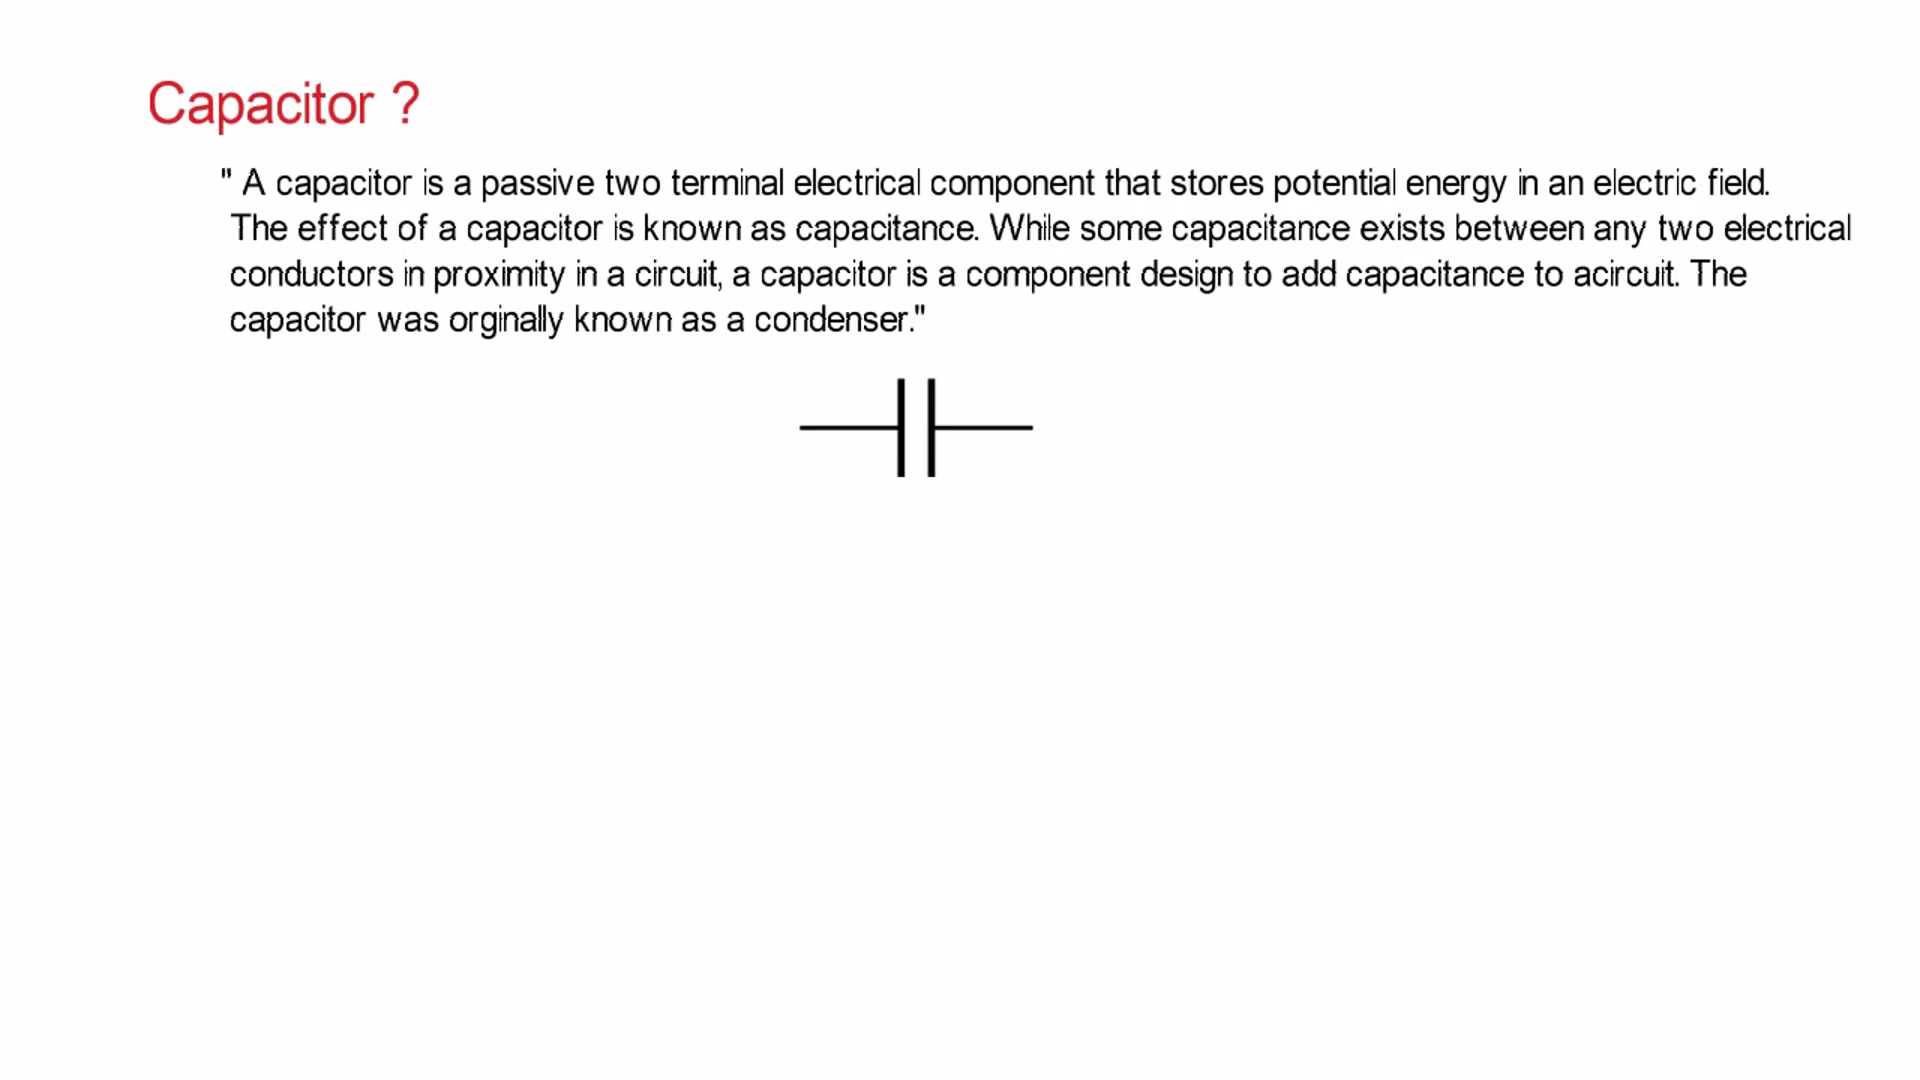 Capacitor ?
" A capacitor is a passive two terminal electrical component that stores potential energy in an electric field.
The effect of a capacitor is known as capacitance. While some capacitance exists between any two electrical
conductors in proximity in a circuit, a capacitor is a component design to add capacitance to acircuit. The
capacitor was orginally known as a condenser."